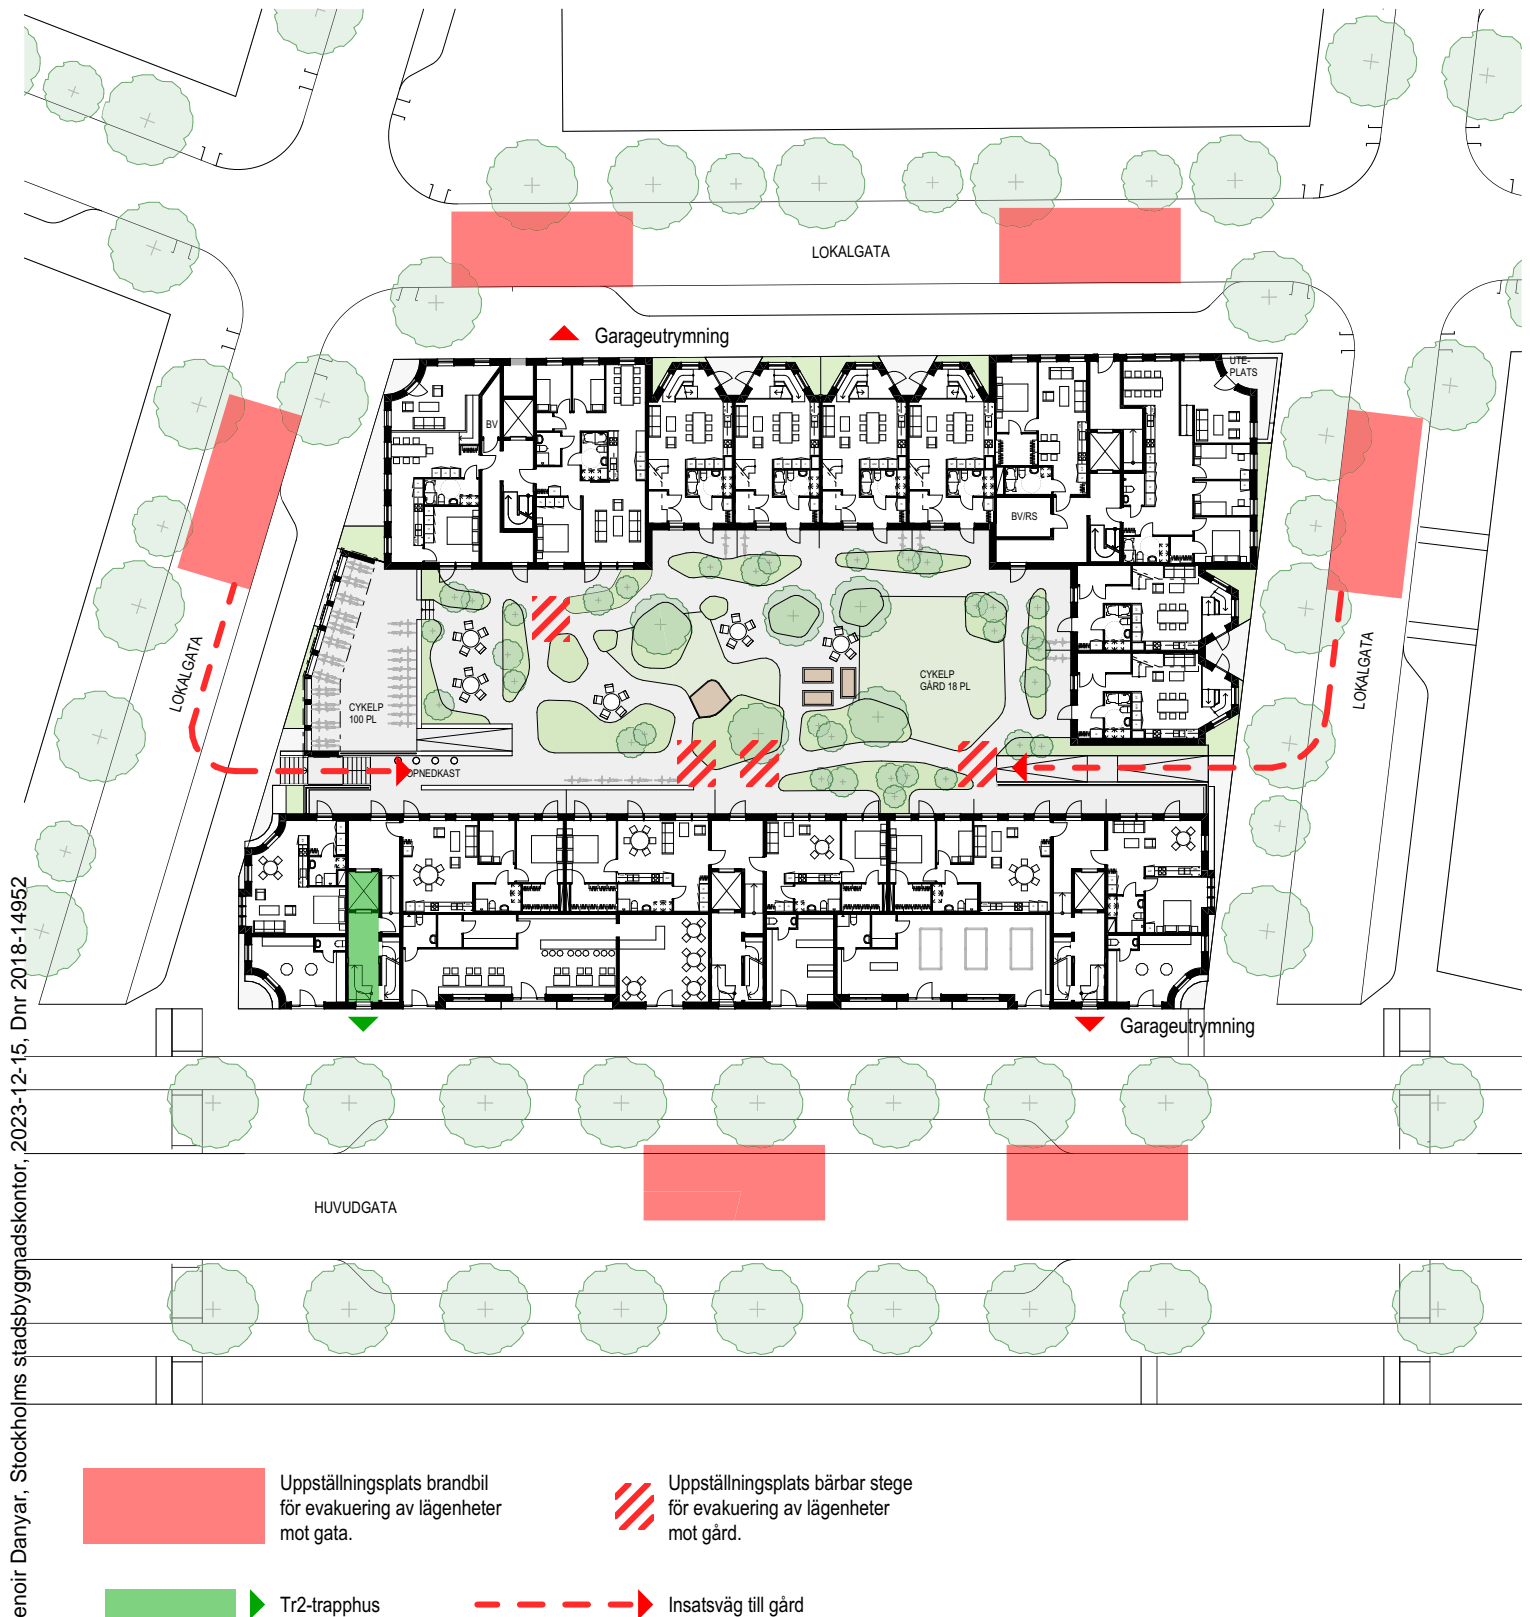 LOKALGATA
Garageutrymning
UTE-
PLATS
BV
BV/RS
LOKALGATA
LOKALGATA
CYKELP
GÅRD 18 PL
CYKELP
100 PL
OPNEDKAST
Garageutrymning
HUVUDGATA
enoir Danyar, Stockholms stadsbyggnadskontor, 2023-12-15, Dnr 2018-14952
Uppställningsplats brandbil
för evakuering av lägenheter
mot gata.
Uppställningsplats bärbar stege
för evakuering av lägenheter
mot gård.
Tr2-trapphus
Insatsväg till gård